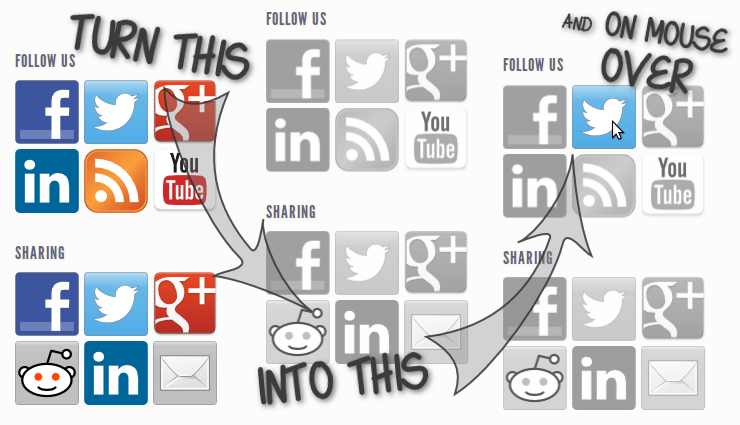 TURN THIS
FOLLOW US
f
g+
in
You
Tube
SHARING
f
g+
in
FOLLOW US
f
g+
in
You
Tube
SHARING
f
g+
in
INTO THIS
AND ON MOUSE
OVER
FOLLOW US
f
g+
in
You
Tube
SHARING
f
g+
in